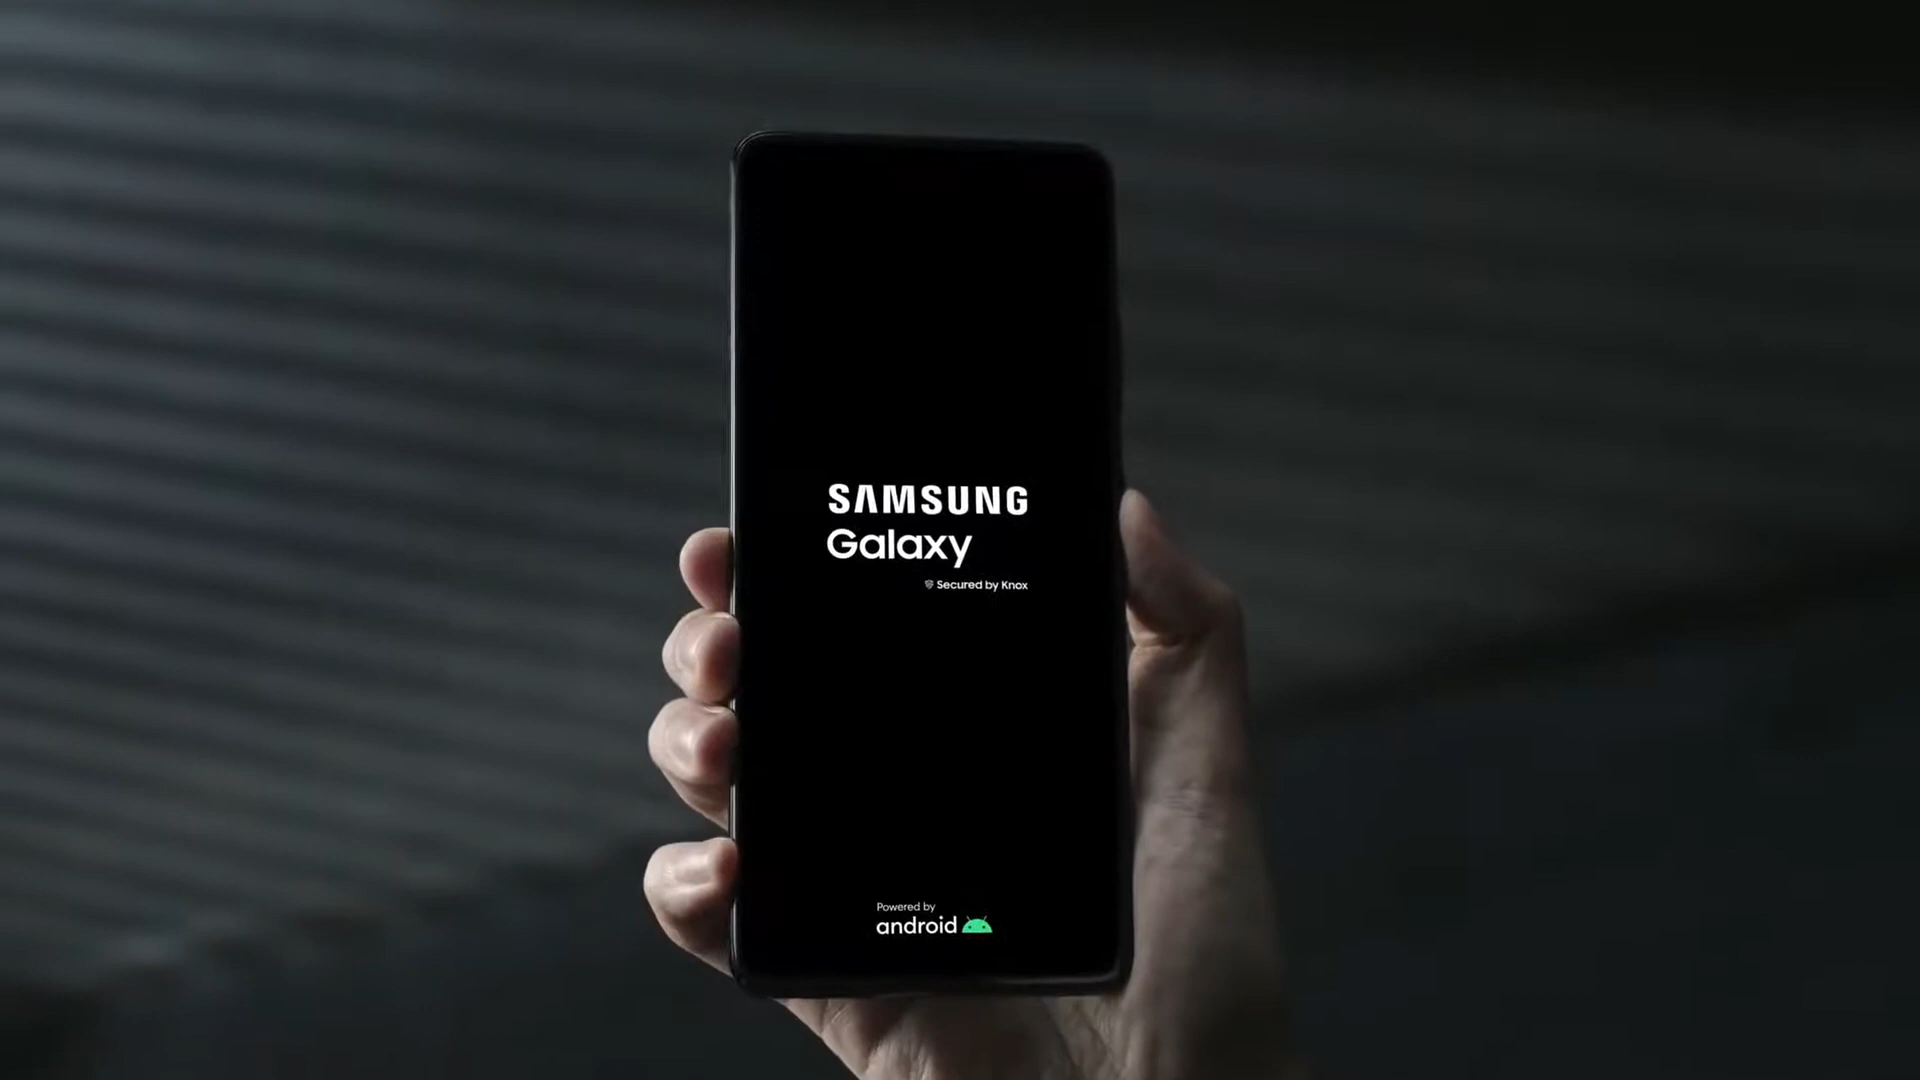 SAMSUNG
Galaxy
Secured by Knox
Powered by
android